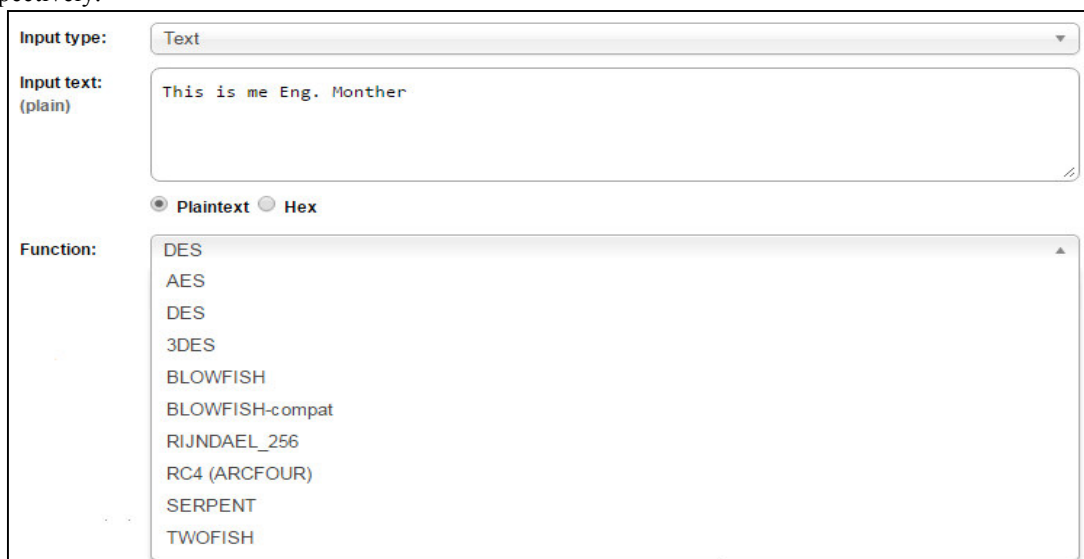 pectively.
Input type: Text
Input text: This is me Eng. Monther
(plain)
Plaintext Hex
Function: DES
AES
DES
3DES
BLOWFISH
BLOWFISH-compat
RIJNDAEL_256
RC4 (ARCFOUR)
SERPENT
TWOFISH